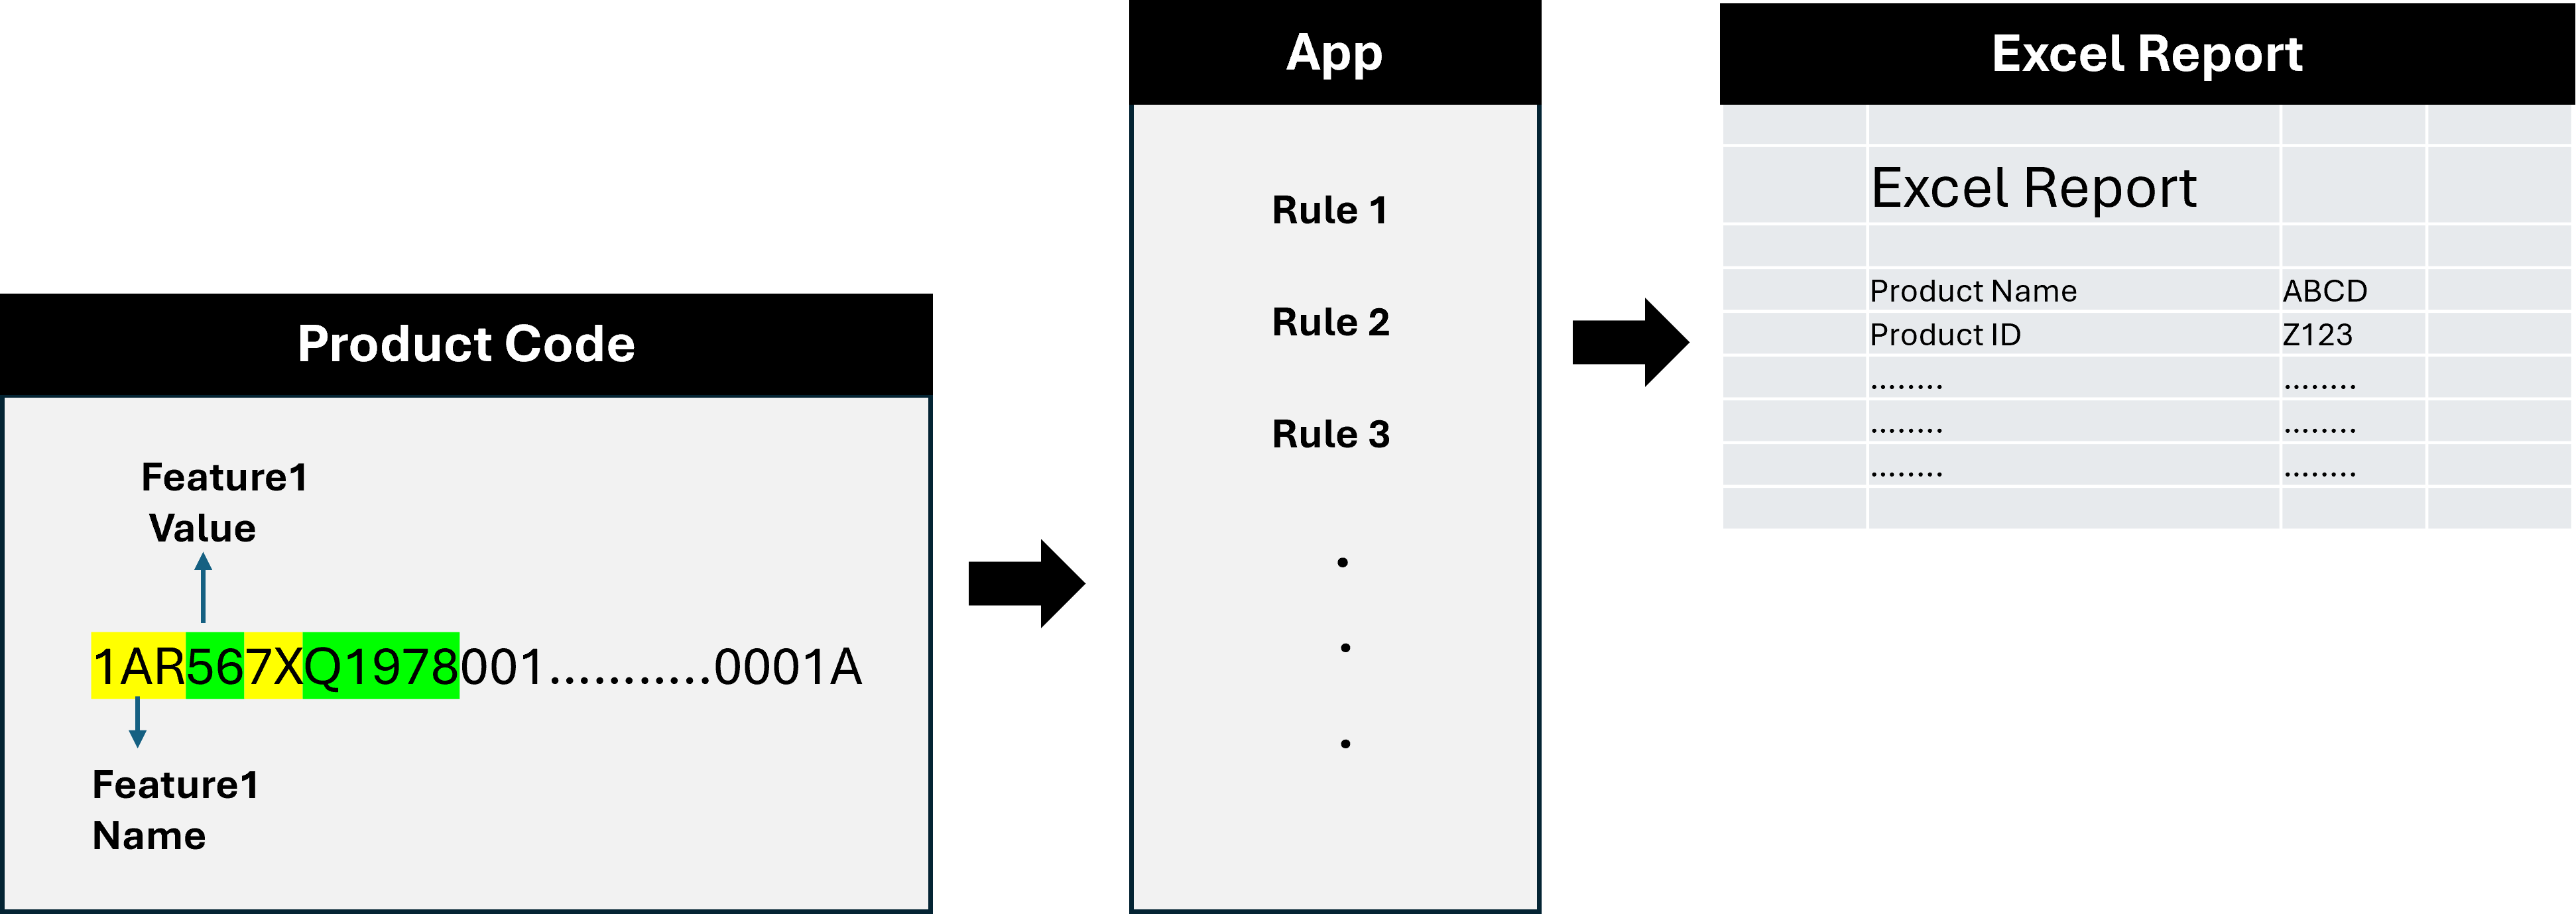 Product Code
Feature1
Value
1AR567XQ1978001...........0001A
Feature1
Name
App
Rule 1
Rule 2
Rule 3
.
.
.
Excel Report
Excel Report
Product Name ABCD
Product ID Z123
........ ........
........ ........
........ ........